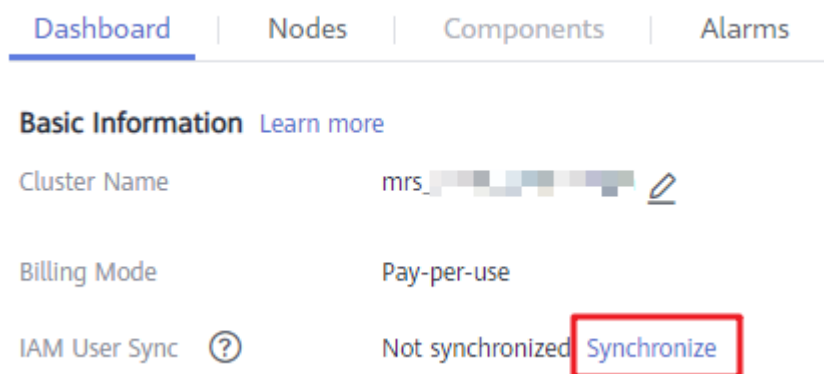 Dashboard Nodes Components Alarms
Basic Information Learn more
Cluster Name mrs_
Billing Mode Pay-per-use
IAM User Sync ? Not synchronized Synchronize